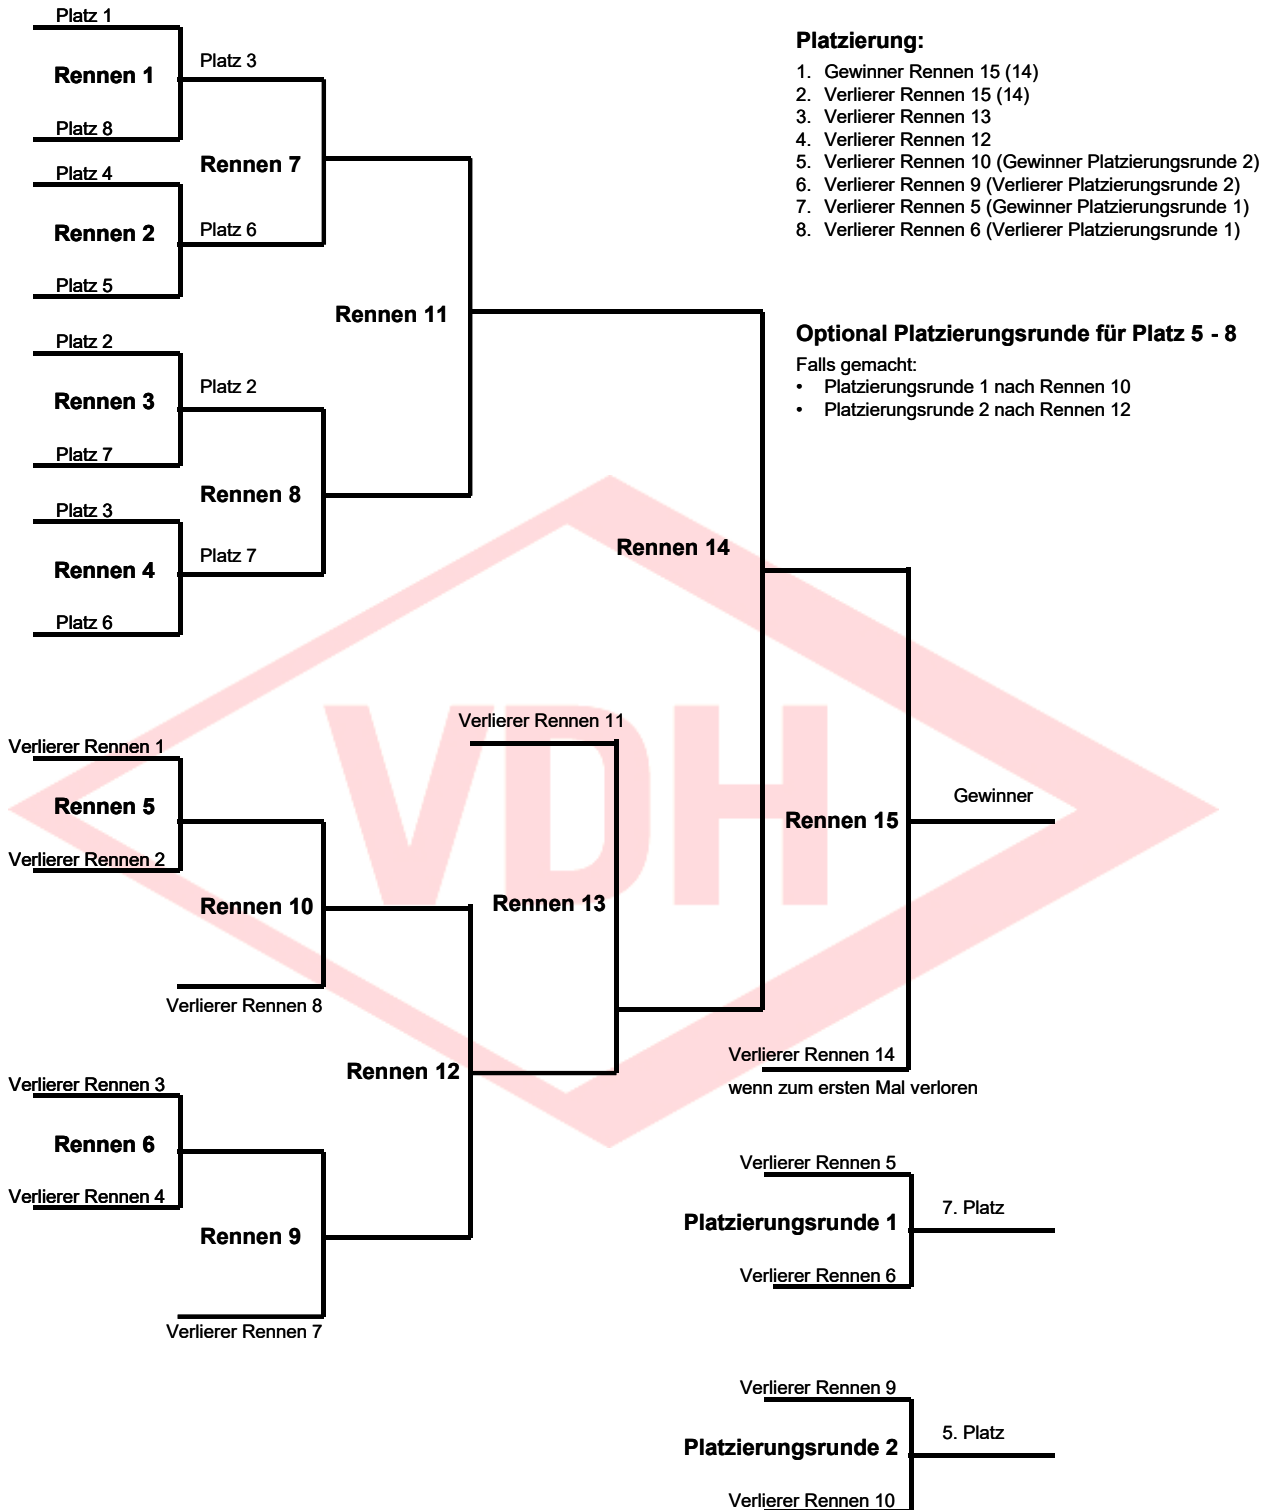 Platz 1
Rennen 1
Platz 8
Platz 3
Platz 4
Rennen 2
Platz 5
Rennen 7
Platz 6
Platz 2
Rennen 3
Platz 7
Platz 2
Platz 3
Rennen 4
Platz 6
Rennen 8
Platz 7
Rennen 11
Rennen 14
Platzierung:
1. Gewinner Rennen 15 (14)
2. Verlierer Rennen 15 (14)
3. Verlierer Rennen 13
4. Verlierer Rennen 12
5. Verlierer Rennen 10 (Gewinner Platzierungsrunde 2)
6. Verlierer Rennen 9 (Verlierer Platzierungsrunde 2)
7. Verlierer Rennen 5 (Gewinner Platzierungsrunde 1)
8. Verlierer Rennen 6 (Verlierer Platzierungsrunde 1)
Optional Platzierungsrunde für Platz 5 - 8
Falls gemacht:
• Platzierungsrunde 1 nach Rennen 10
• Platzierungsrunde 2 nach Rennen 12
VDH
Verlierer Rennen 1
Rennen 5
Verlierer Rennen 2
Rennen 10
Verlierer Rennen 8
Verlierer Rennen 3
Rennen 6
Verlierer Rennen 4
Rennen 9
Verlierer Rennen 7
Rennen 12
Verlierer Rennen 11
Rennen 13
Rennen 15
Gewinner
Verlierer Rennen 14
wenn zum ersten Mal verloren
Verlierer Rennen 5
Platzierungsrunde 1
7. Platz
Verlierer Rennen 6
Verlierer Rennen 9
Platzierungsrunde 2
5. Platz
Verlierer Rennen 10